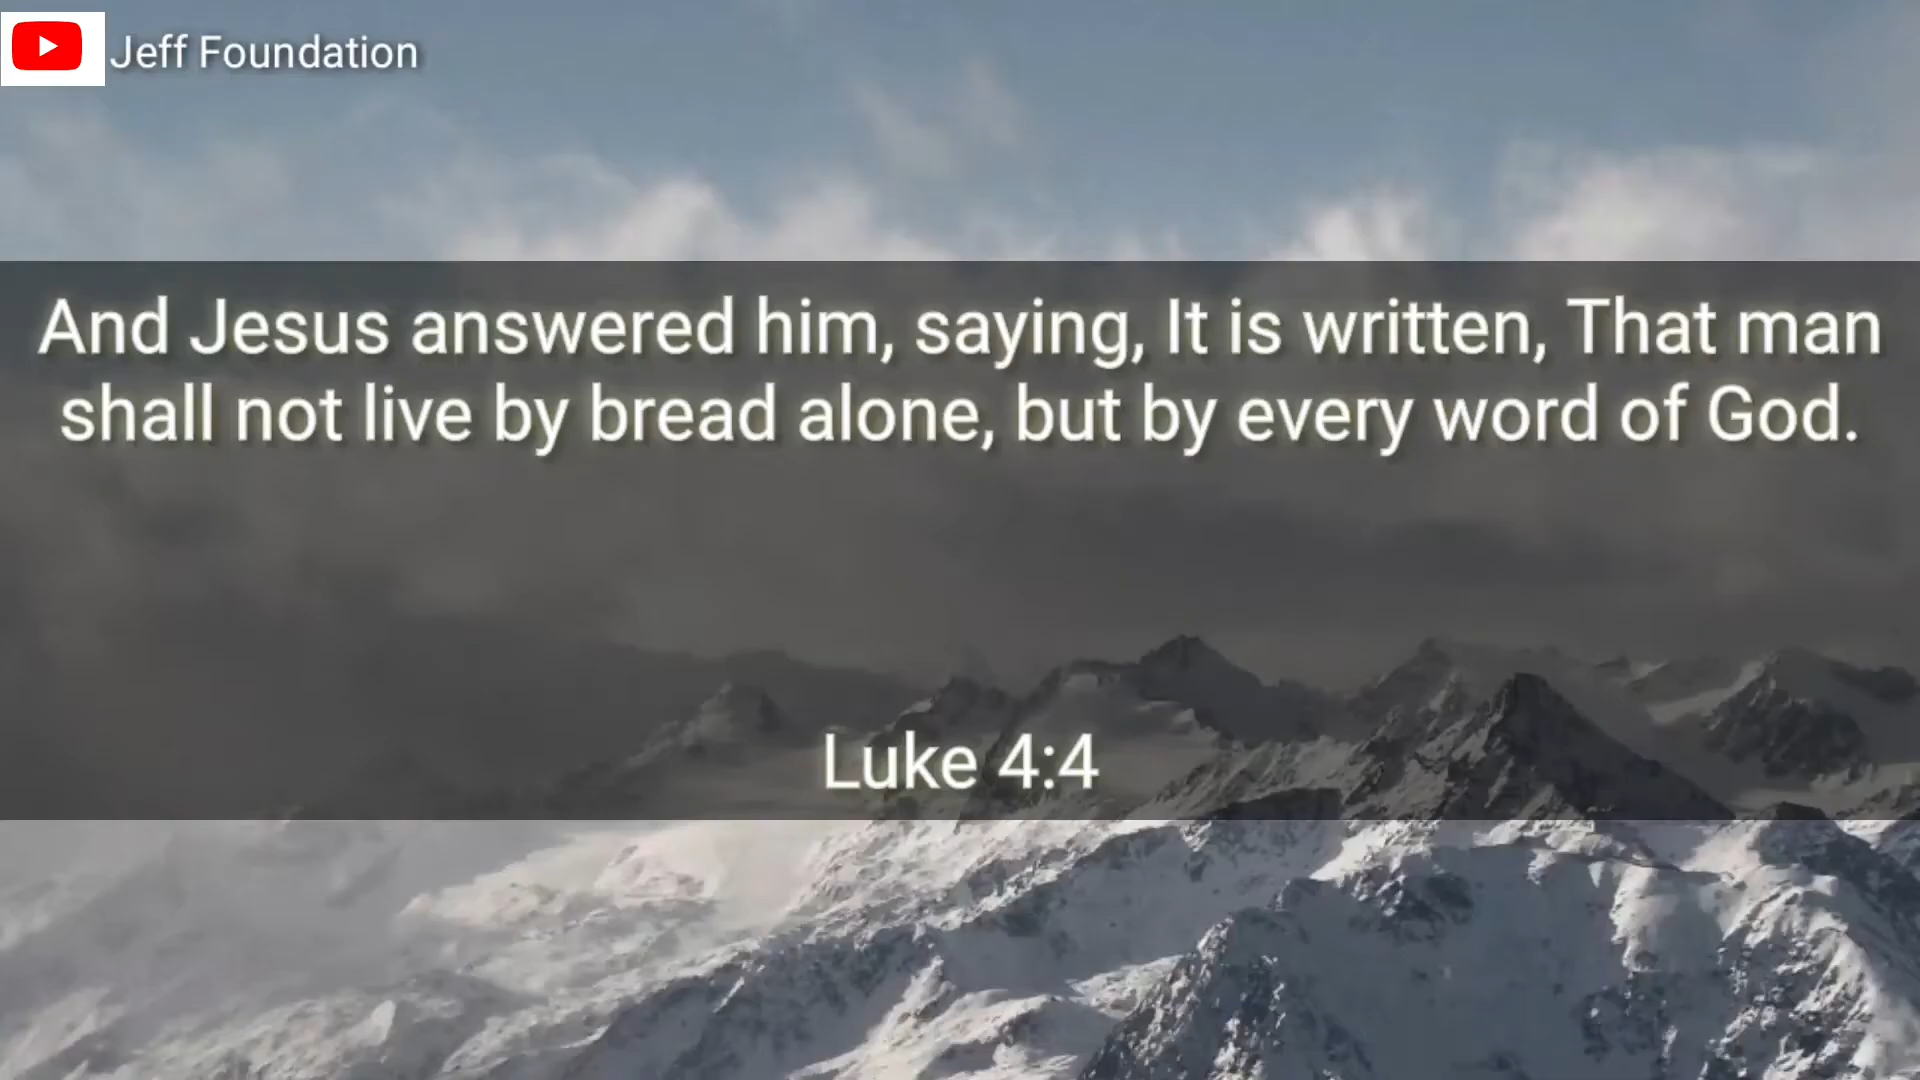 Jeff Foundation
And Jesus answered him, saying, It is written, That man
shall not live by bread alone, but by every word of God.
Luke 4:4